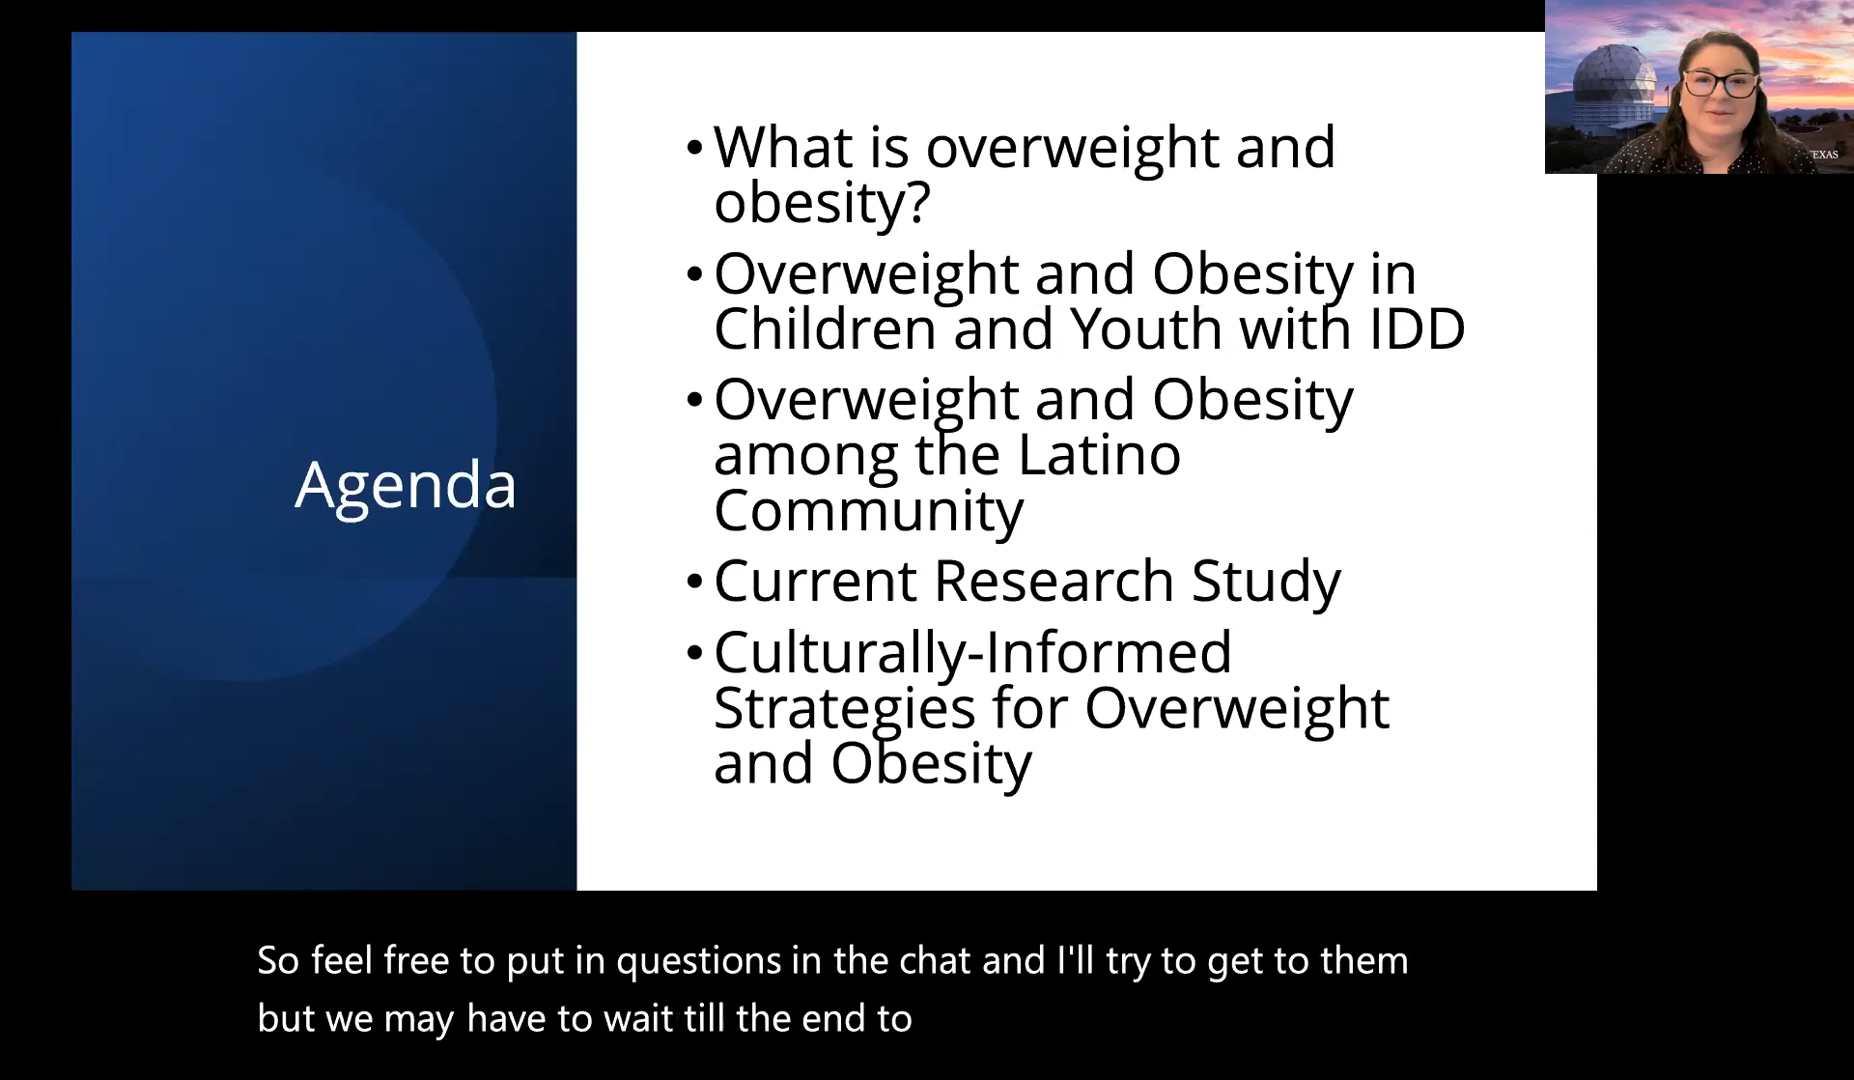 Agenda
• What is overweight and
obesity?
• Overweight and Obesity in
Children and Youth with IDD
• Overweight and Obesity
among the Latino
Community
• Current Research Study
• Culturally-Informed
Strategies for Overweight
and Obesity
TEXAS
So feel free to put in questions in the chat and I'll try to get to them
but we may have to wait till the end to